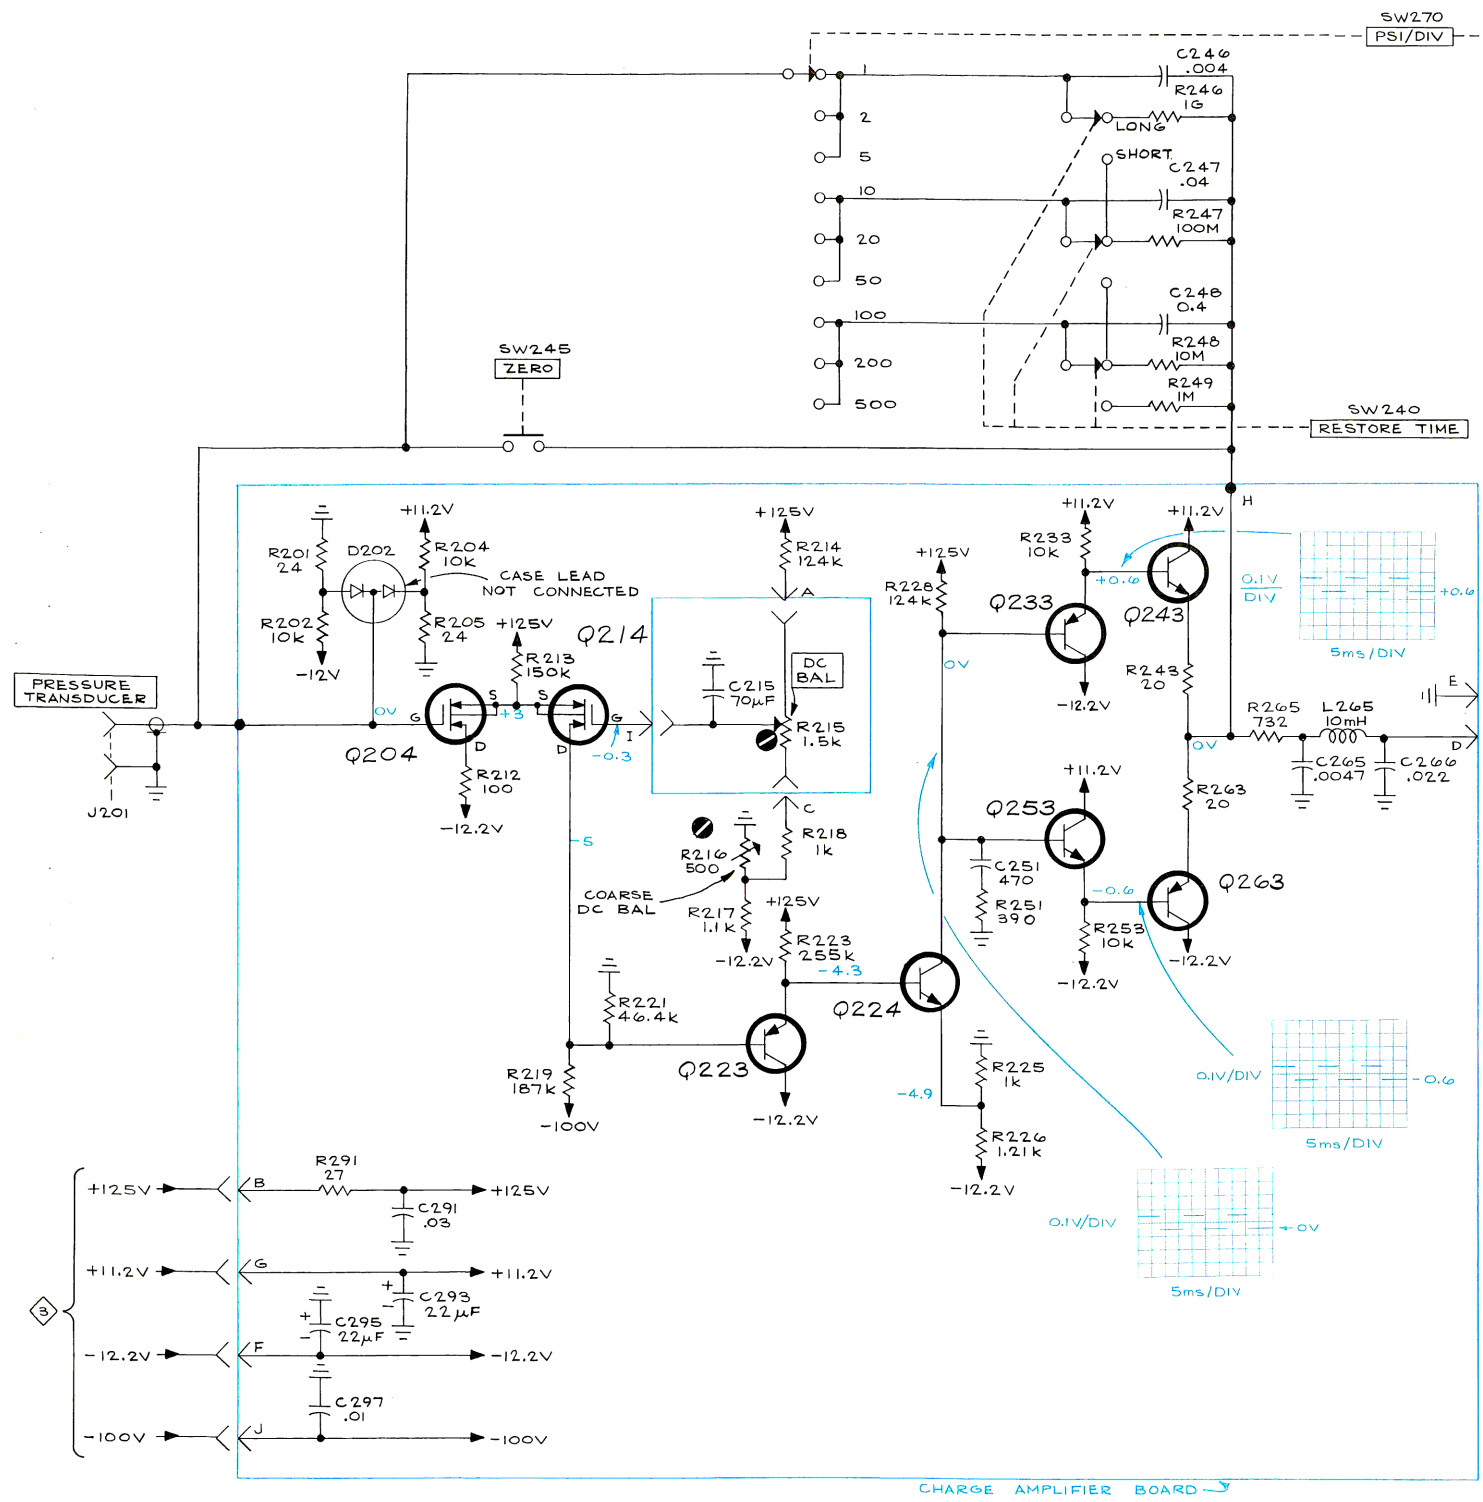 SW270
PSI/DIV
C246
.004
1
R246
1G
2
LONG
5
SHORT
C247
.04
10
R247
100M
20
50
C248
0.4
100
R248
10M
200
R249
1M
500
SW245
ZERO
SW240
RESTORE TIME
H
+11.2V
R201
24
D202
R204
10K
CASE LEAD
NOT CONNECTED
R202
10K
-12V
R205
24
+125V
R213
150K
Q214
+125V
R214
124K
A
DC
BAL
C215
70µF
R215
1.5K
C
PRESSURE
TRANSDUCER
J201
0V
G
S
+3
S
G
I
-0.3
D
D
Q204
R212
100
-12.2V
-5
R218
1K
R216
500
COARSE
DC BAL
R217
1.1K
-12.2V
+125V
R223
255K
-4.3
R221
46.4K
Q223
-12.2V
R219
187K
-100V
+125V
R228
124K
0V
Q224
-4.9
R225
1K
R226
1.21K
-12.2V
+11.2V
R233
10K
Q233
-12.2V
+0.6
+11.2V
Q243
R243
20
0V
0.1V
DIV
+0.6
5ms/DIV
+11.2V
Q253
C251
470
R251
390
-0.6
R253
10K
-12.2V
R263
20
Q263
-12.2V
R265
732
L265
10mH
C265
.0047
C266
.022
E
D
0.1V/DIV
-0.6
5ms/DIV
0.1V/DIV
0V
5ms/DIV
3
+125V
B
R291
27
+125V
C291
.03
+11.2V
G
+11.2V
+
-
C293
22µF
+
-
C295
22µF
-12.2V
F
-12.2V
C297
.01
-100V
J
-100V
CHARGE AMPLIFIER BOARD